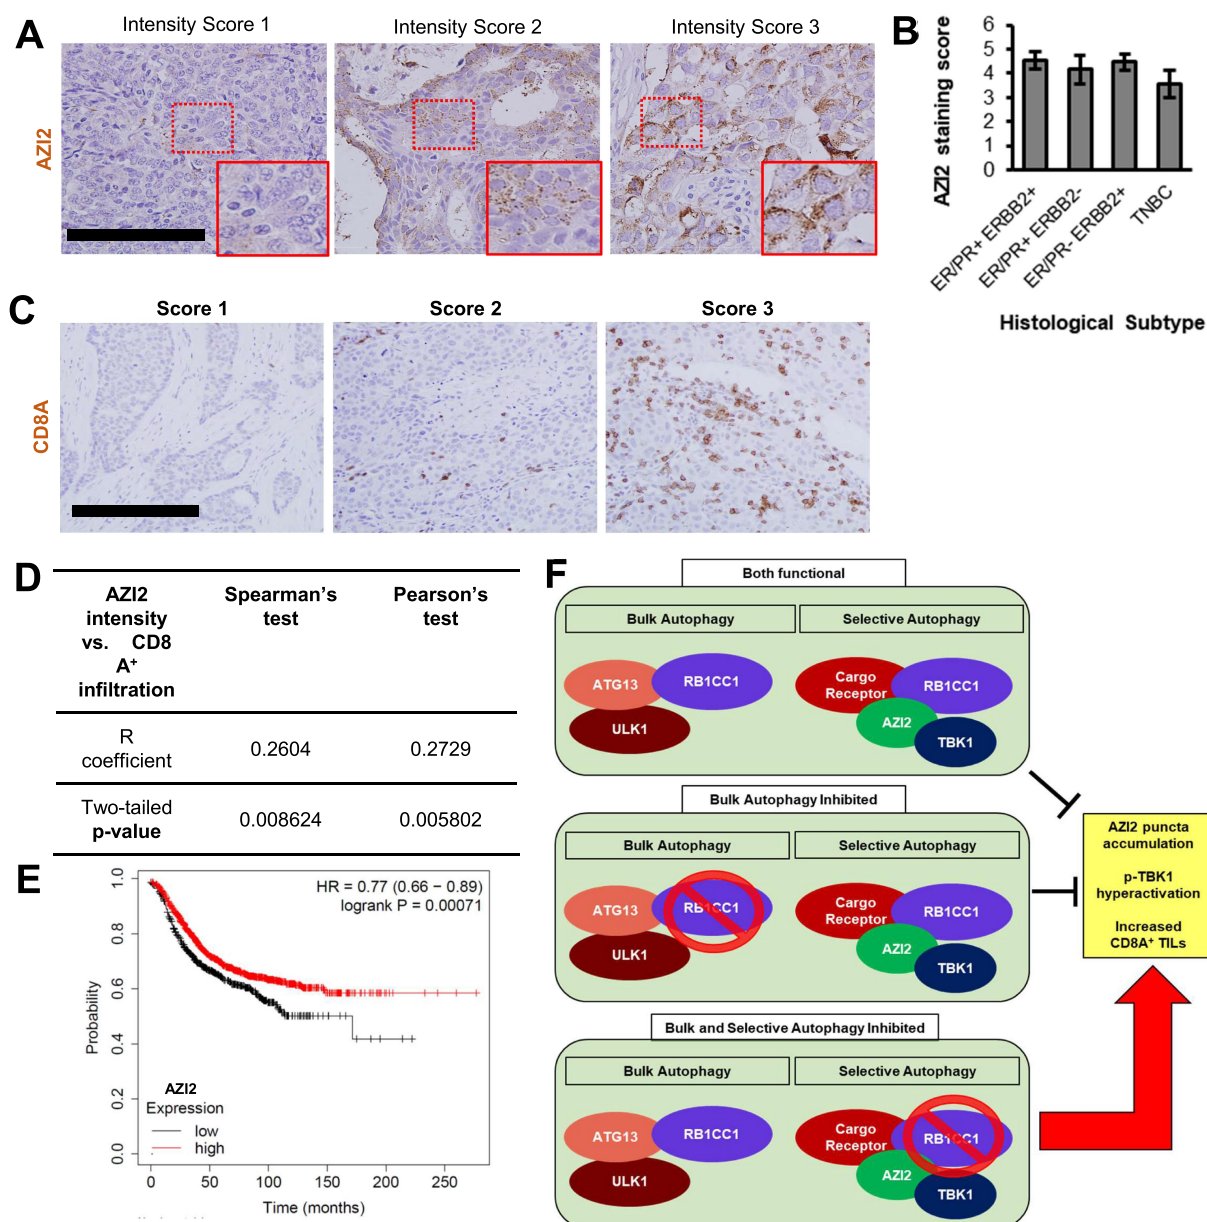 A
Intensity Score 1
Intensity Score 2
Intensity Score 3
AZI2
B
AZI2 staining score
6
5
4
3
2
1
0
ER/PR+ ERBB2+
ER/PR+ ERBB2-
ER/PR- ERBB2+
TNBC
Histological Subtype
C
Score 1
Score 2
Score 3
CD8A
D
AZI2
intensity
vs. CD8
A+
infiltration
Spearman's
test
Pearson's
test
R
coefficient
0.2604
0.2729
Two-tailed
p-value
0.008624
0.005802
E
HR = 0.77 (0.66 − 0.89)
logrank P = 0.00071
Probability
1.0
0.8
0.6
0.4
0.2
0.0
AZI2
Expression
low
high
0
50
100
150
200
250
Time (months)
F
Both functional
Bulk Autophagy
Selective Autophagy
ATG13
RB1CC1
ULK1
Cargo
Receptor
RB1CC1
AZI2
TBK1
Bulk Autophagy Inhibited
Bulk Autophagy
Selective Autophagy
ATG13
RB1CC1
ULK1
Cargo
Receptor
RB1CC1
AZI2
TBK1
Bulk and Selective Autophagy Inhibited
Bulk Autophagy
Selective Autophagy
ATG13
RB1CC1
ULK1
Cargo
Receptor
RB1CC1
AZI2
TBK1
AZI2 puncta
accumulation
p-TBK1
hyperactivation
Increased
CD8A+ TILs